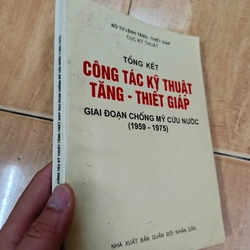 BỘ TƯ LỆNH TĂNG - THIẾT GIÁP
CỤC KỸ THUẬT
TỔNG KẾT
CÔNG TÁC KỸ THUẬT
TĂNG - THIẾT GIÁP
GIAI ĐOẠN CHỐNG MỸ CỨU NƯỚC
(1959 - 1975)
NHÀ XUẤT BẢN QUÂN ĐỘI NHÂN DÂN